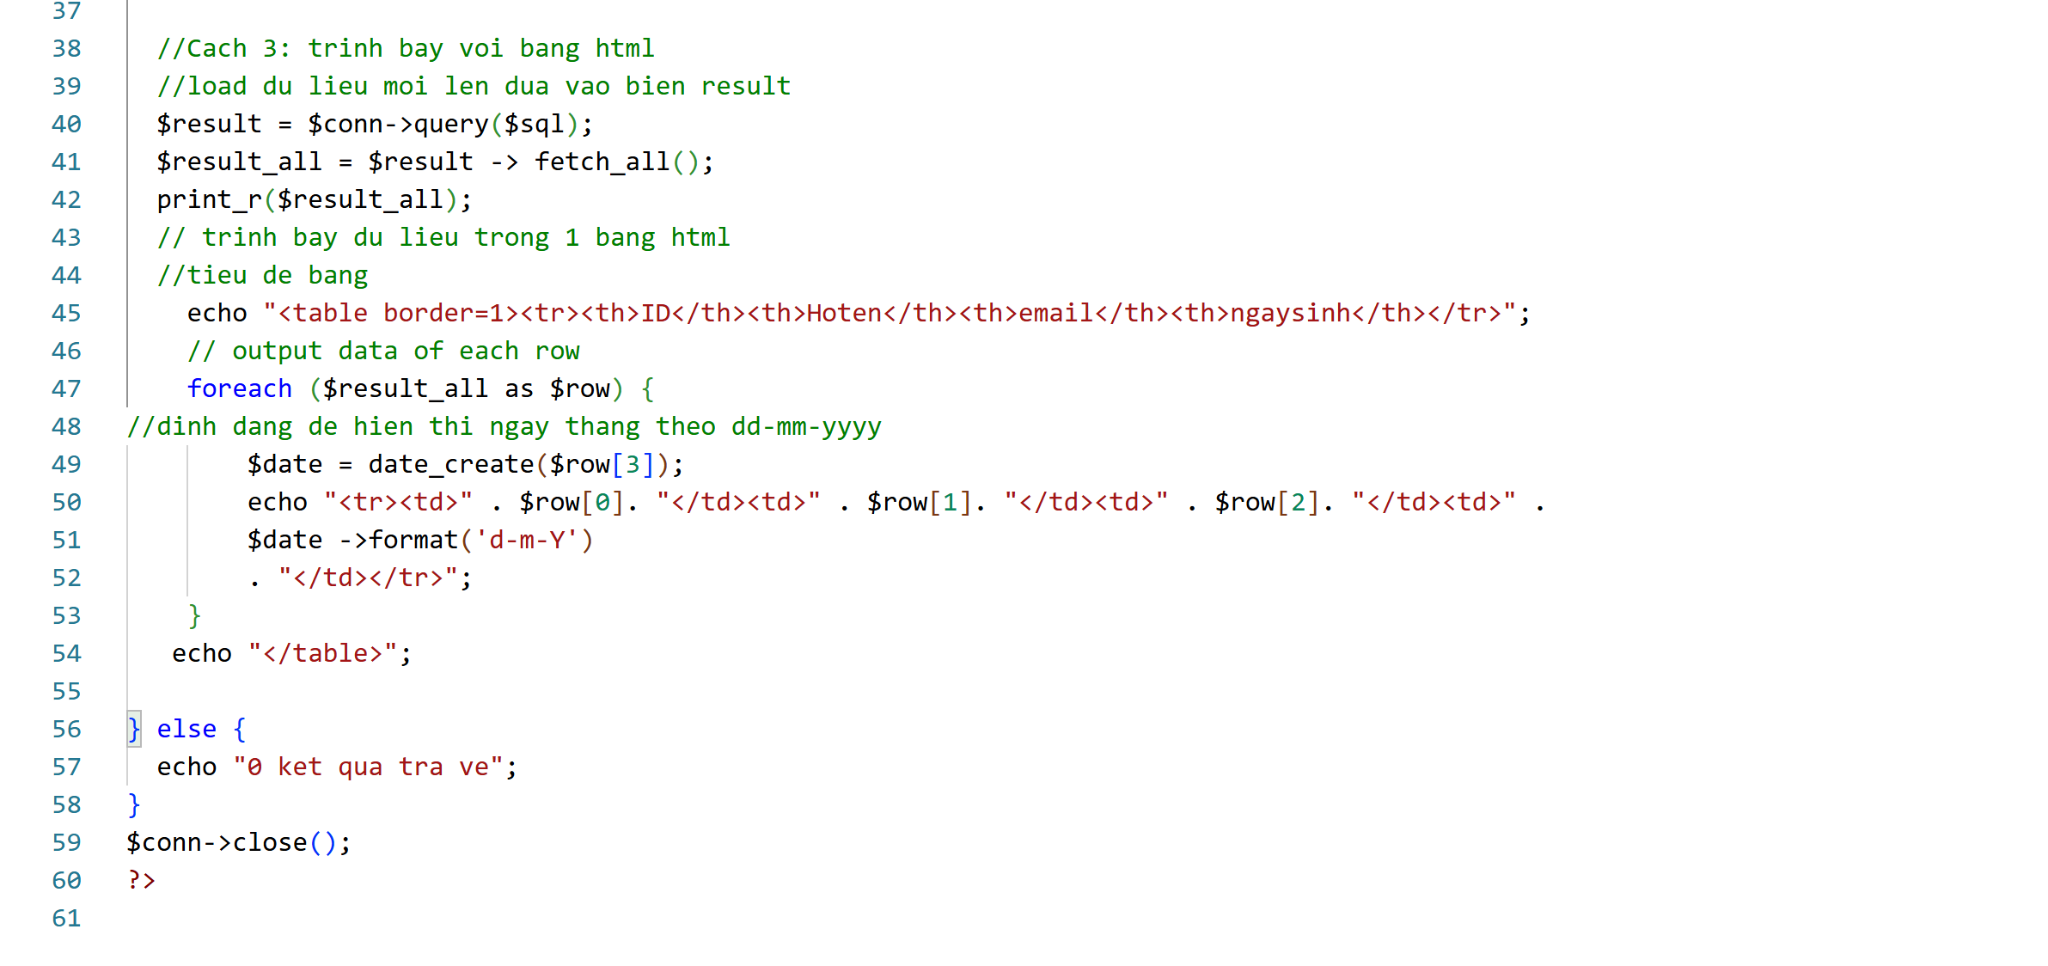 37
38 //Cach 3: trinh bay voi bang html
39 //load du lieu moi len dua vao bien result
40 $result = $conn->query($sql);
41 $result_all = $result -> fetch_all();
42 print_r($result_all);
43 // trinh bay du lieu trong 1 bang html
44 //tieu de bang
45 echo "<table border=1><tr><th>ID</th><th>Hoten</th><th>email</th><th>ngaysinh</th></tr>";
46 // output data of each row
47 foreach ($result_all as $row) {
48 //dinh dang de hien thi ngay thang theo dd-mm-yyyy
49 $date = date_create($row[3]);
50 echo "<tr><td>" . $row[0]. "</td><td>" . $row[1]. "</td><td>" . $row[2]. "</td><td>" .
51 $date ->format('d-m-Y')
52 . "</td></tr>";
53 }
54 echo "</table>";
55
56 } else {
57 echo "0 ket qua tra ve";
58 }
59 $conn->close();
60 ?>
61